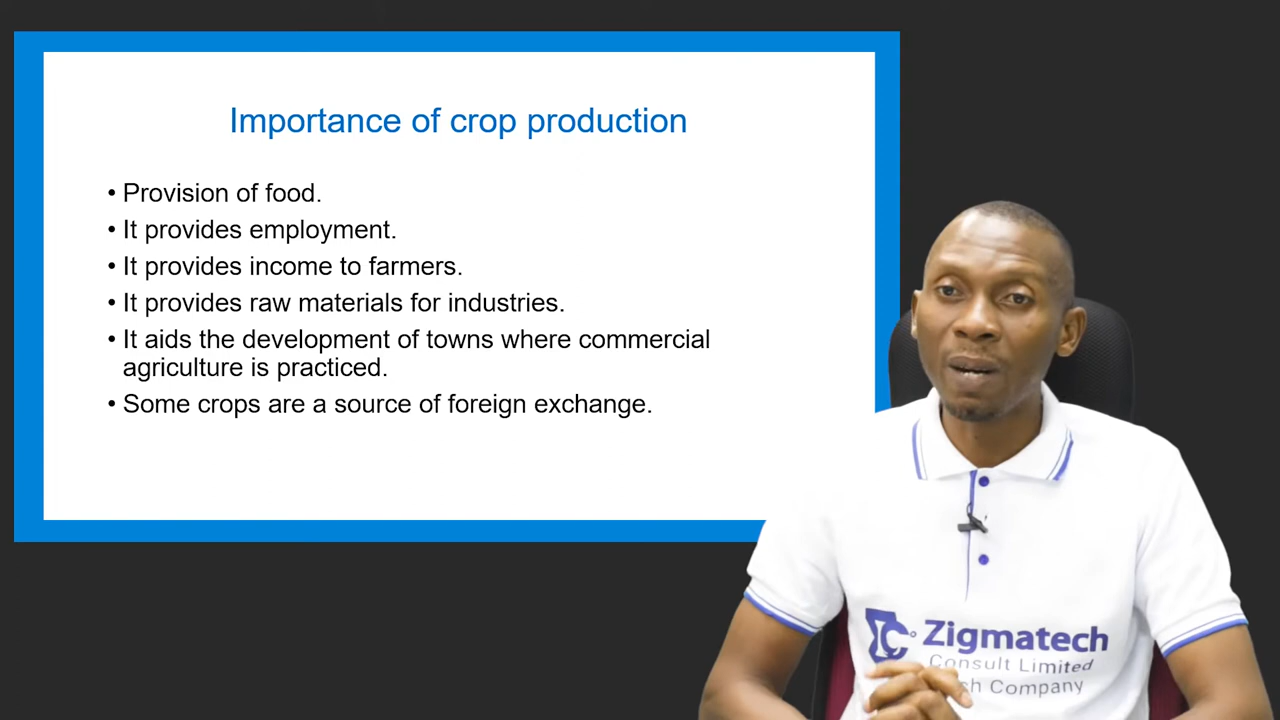 Importance of crop production
• Provision of food.
• It provides employment.
• It provides income to farmers.
• It provides raw materials for industries.
• It aids the development of towns where commercial
agriculture is practiced.
• Some crops are a source of foreign exchange.
Zigmatech
Consult Limited
Company